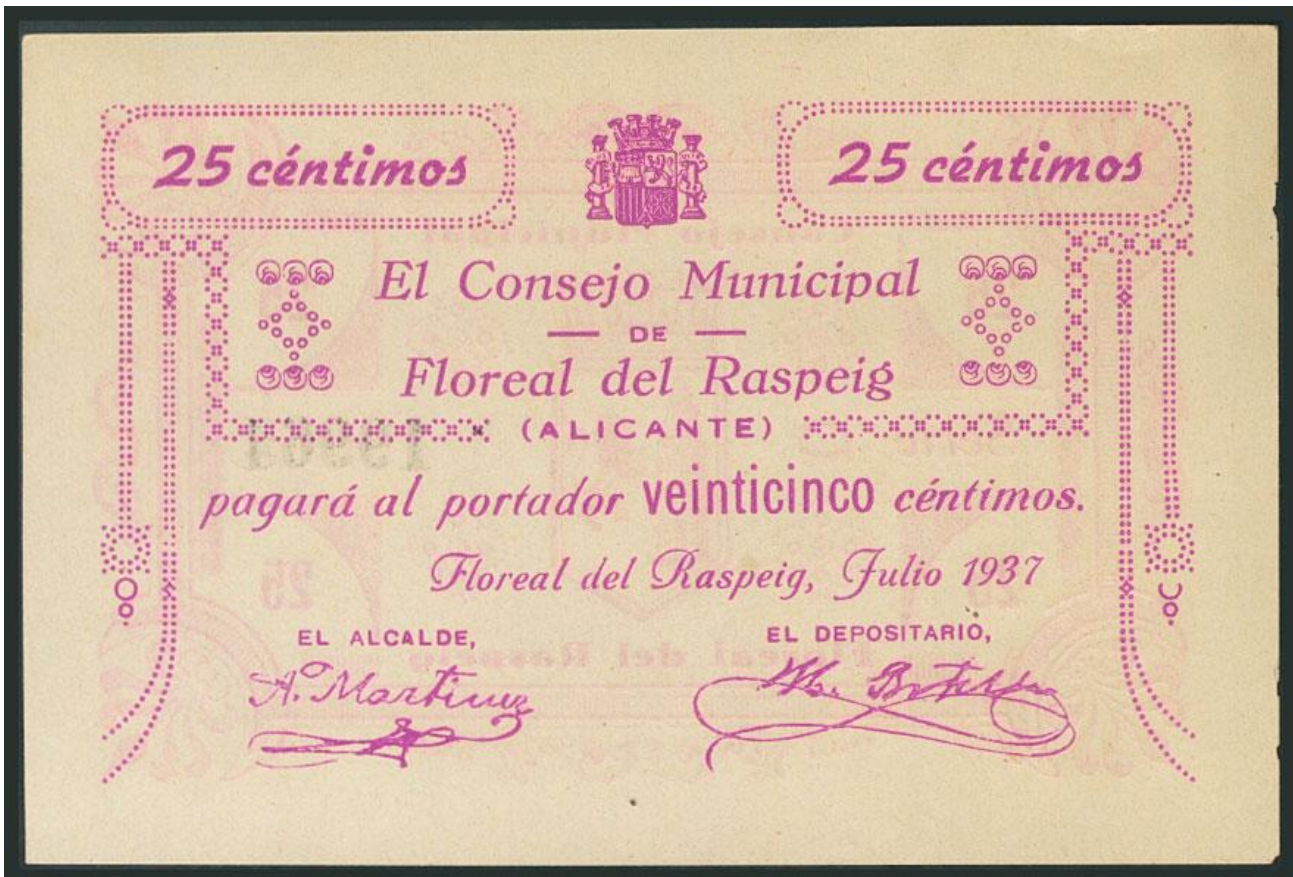 25 céntimos 25 céntimos
El Consejo Municipal
DE
Floreal del Raspeig
(ALICANTE)
pagará al portador veinticinco céntimos.
Floreal del Raspeig, Julio 1937
EL ALCALDE, EL DEPOSITARIO,
A. Martinez